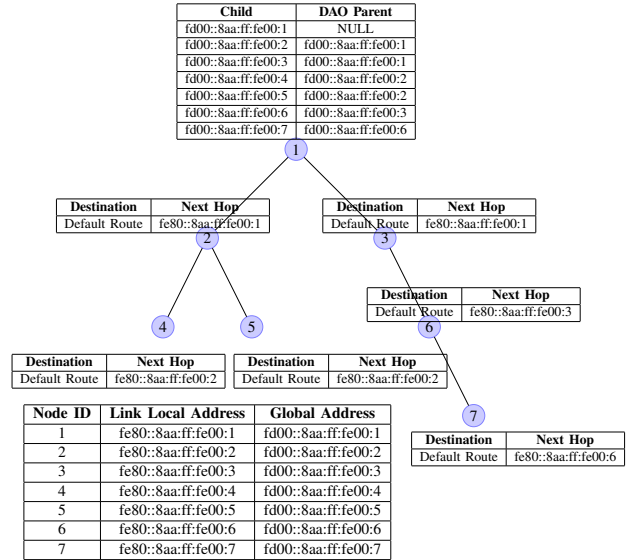 Child DAO Parent
fd00::8aa:ff:fe00:1 NULL
fd00::8aa:ff:fe00:2 fd00::8aa:ff:fe00:1
fd00::8aa:ff:fe00:3 fd00::8aa:ff:fe00:1
fd00::8aa:ff:fe00:4 fd00::8aa:ff:fe00:2
fd00::8aa:ff:fe00:5 fd00::8aa:ff:fe00:2
fd00::8aa:ff:fe00:6 fd00::8aa:ff:fe00:3
fd00::8aa:ff:fe00:7 fd00::8aa:ff:fe00:6
1
Destination Next Hop
Default Route fe80::8aa:ff:fe00:1
2
Destination Next Hop
Default Route fe80::8aa:ff:fe00:1
3
Destination Next Hop
Default Route fe80::8aa:ff:fe00:3
4 5 6
Destination Next Hop
Default Route fe80::8aa:ff:fe00:2
Destination Next Hop
Default Route fe80::8aa:ff:fe00:2
7
Destination Next Hop
Default Route fe80::8aa:ff:fe00:6
Node ID Link Local Address Global Address
1 fe80::8aa:ff:fe00:1 fd00::8aa:ff:fe00:1
2 fe80::8aa:ff:fe00:2 fd00::8aa:ff:fe00:2
3 fe80::8aa:ff:fe00:3 fd00::8aa:ff:fe00:3
4 fe80::8aa:ff:fe00:4 fd00::8aa:ff:fe00:4
5 fe80::8aa:ff:fe00:5 fd00::8aa:ff:fe00:5
6 fe80::8aa:ff:fe00:6 fd00::8aa:ff:fe00:6
7 fe80::8aa:ff:fe00:7 fd00::8aa:ff:fe00:7